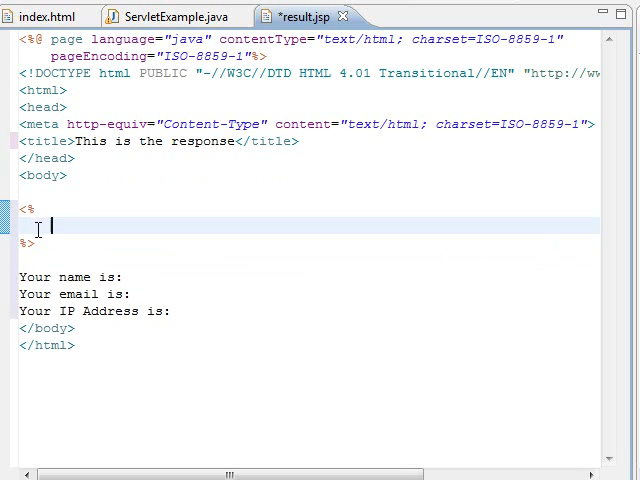 index.html ServletExample.java *result.jsp
<%@ page language="java" contentType="text/html; charset=ISO-8859-1"
pageEncoding="ISO-8859-1"%>
<!DOCTYPE html PUBLIC "-//W3C//DTD HTML 4.01 Transitional//EN" "http://ww
<html>
<head>
<meta http-equiv="Content-Type" content="text/html; charset=ISO-8859-1">
<title>This is the response</title>
</head>
<body>
<%
%>
Your name is:
Your email is:
Your IP Address is:
</body>
</html>